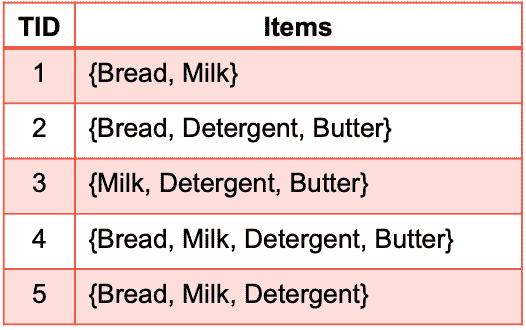 TID Items
1 {Bread, Milk}
2 {Bread, Detergent, Butter}
3 {Milk, Detergent, Butter}
4 {Bread, Milk, Detergent, Butter}
5 {Bread, Milk, Detergent}